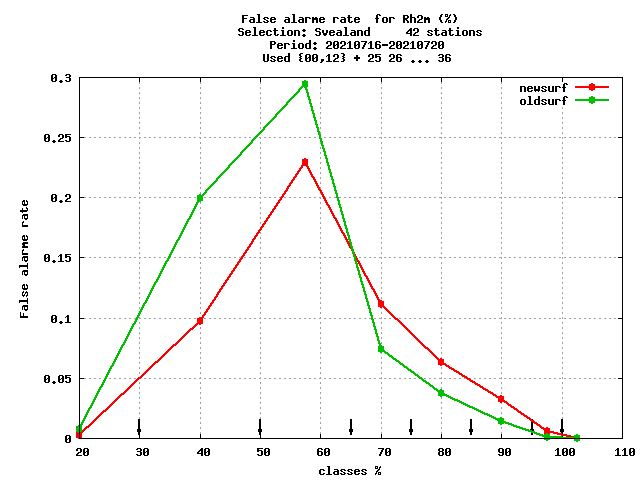 False alarme rate  for Rh2m (%)
Selection: Svealand     42 stations
Period: 20210716-20210720
Used {00,12} + 25 26 ... 36
newsurf
oldsurf
False alarme rate
0.3
0.25
0.2
0.15
0.1
0.05
0
20 30 40 50 60 70 80 90 100 110
classes %